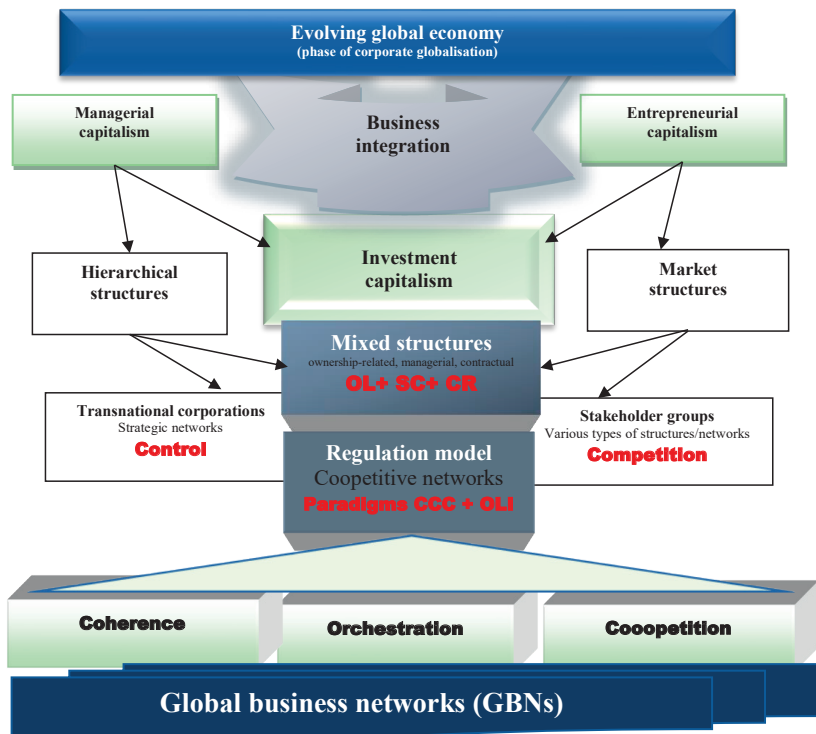 Evolving global economy
(phase of corporate globalisation)
Managerial
capitalism
Business
integration
Entrepreneurial
capitalism
Hierarchical
structures
Investment
capitalism
Market
structures
Mixed structures
ownership-related, managerial, contractual
OL+ SC+ CR
Transnational corporations
Strategic networks
Control
Stakeholder groups
Various types of structures/networks
Competition
Regulation model
Coopetitive networks
Paradigms CCC + OLI
Coherence
Orchestration
Cooopetition
Global business networks (GBNs)